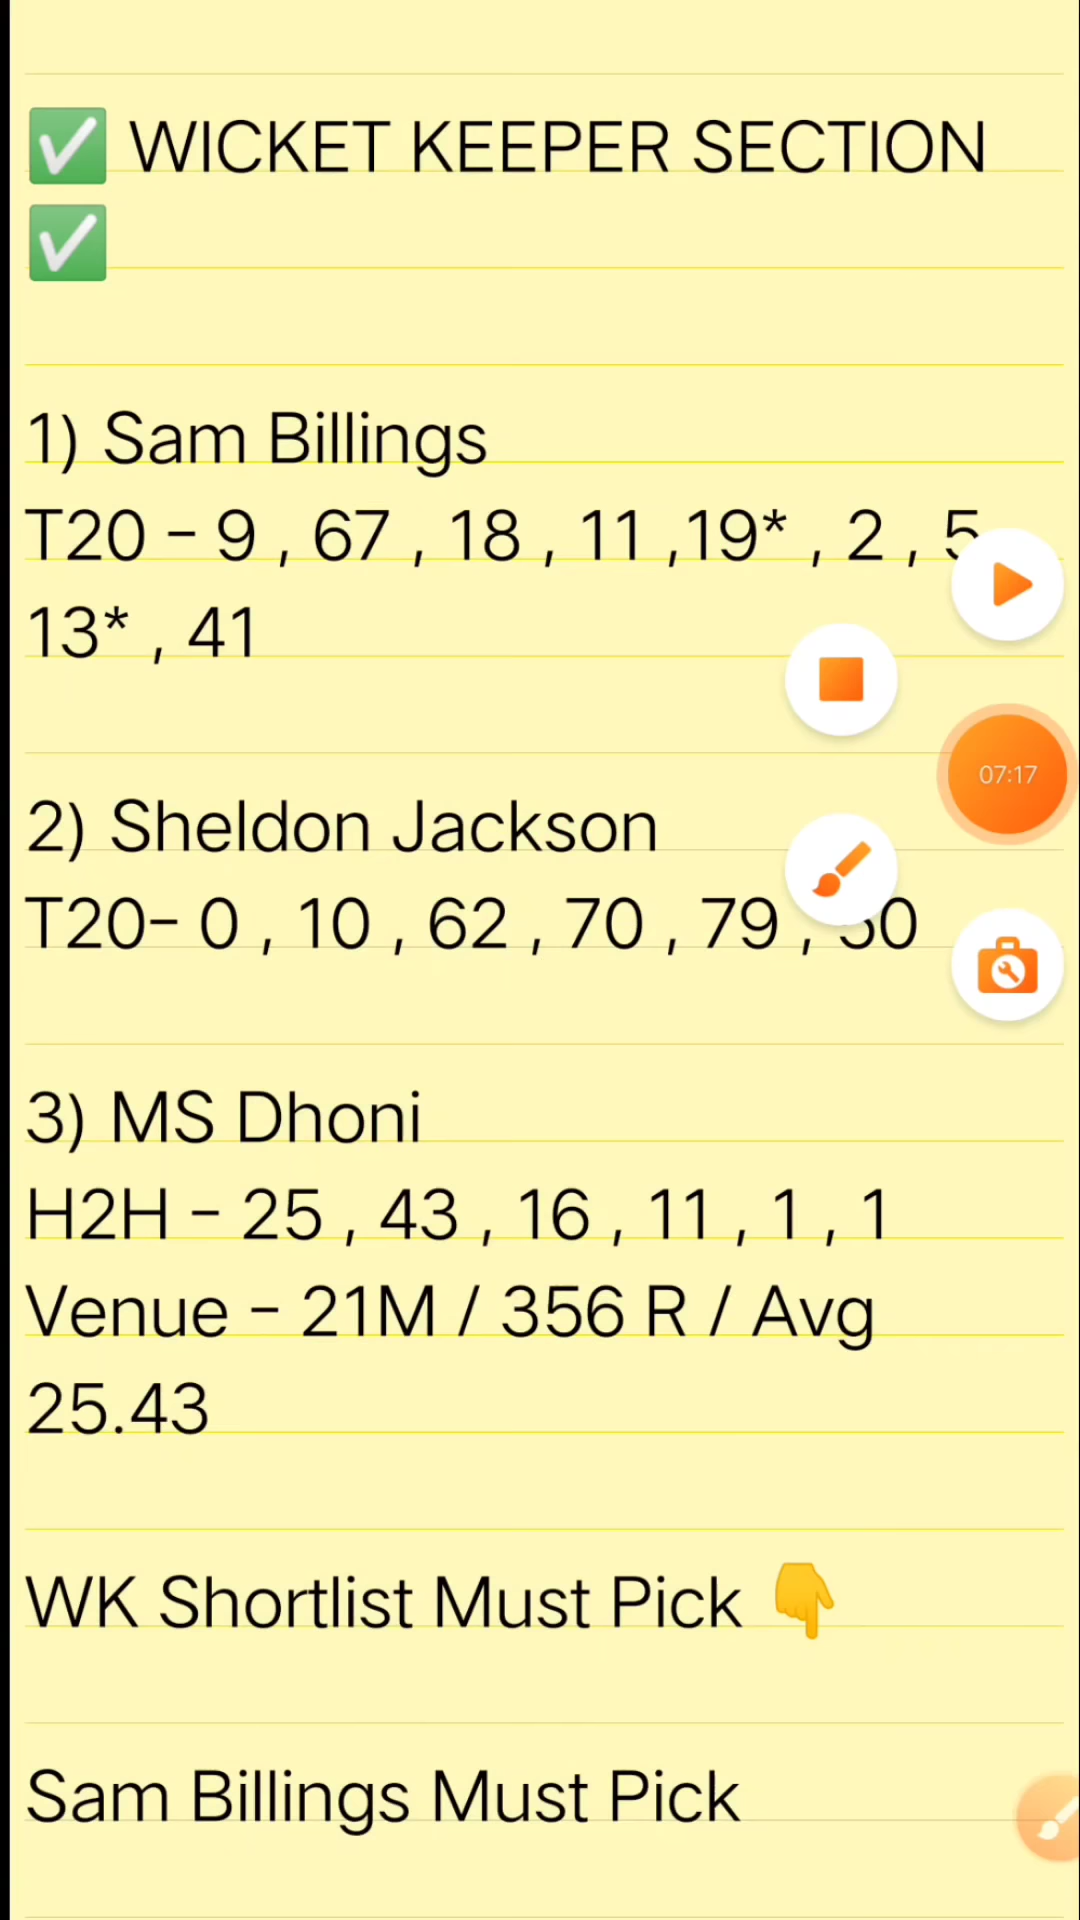 ✅ WICKET KEEPER SECTION
✅
1) Sam Billings
T20 - 9 , 67 , 18 , 11 ,19* , 2 , 5
13* , 41
07:17
2) Sheldon Jackson
T20- 0 , 10 , 62 , 70 , 79 ,
3) MS Dhoni
H2H - 25 , 43 , 16 , 11 , 1 , 1
Venue - 21M / 356 R / Avg
25.43
WK Shortlist Must Pick 👇
Sam Billings Must Pick